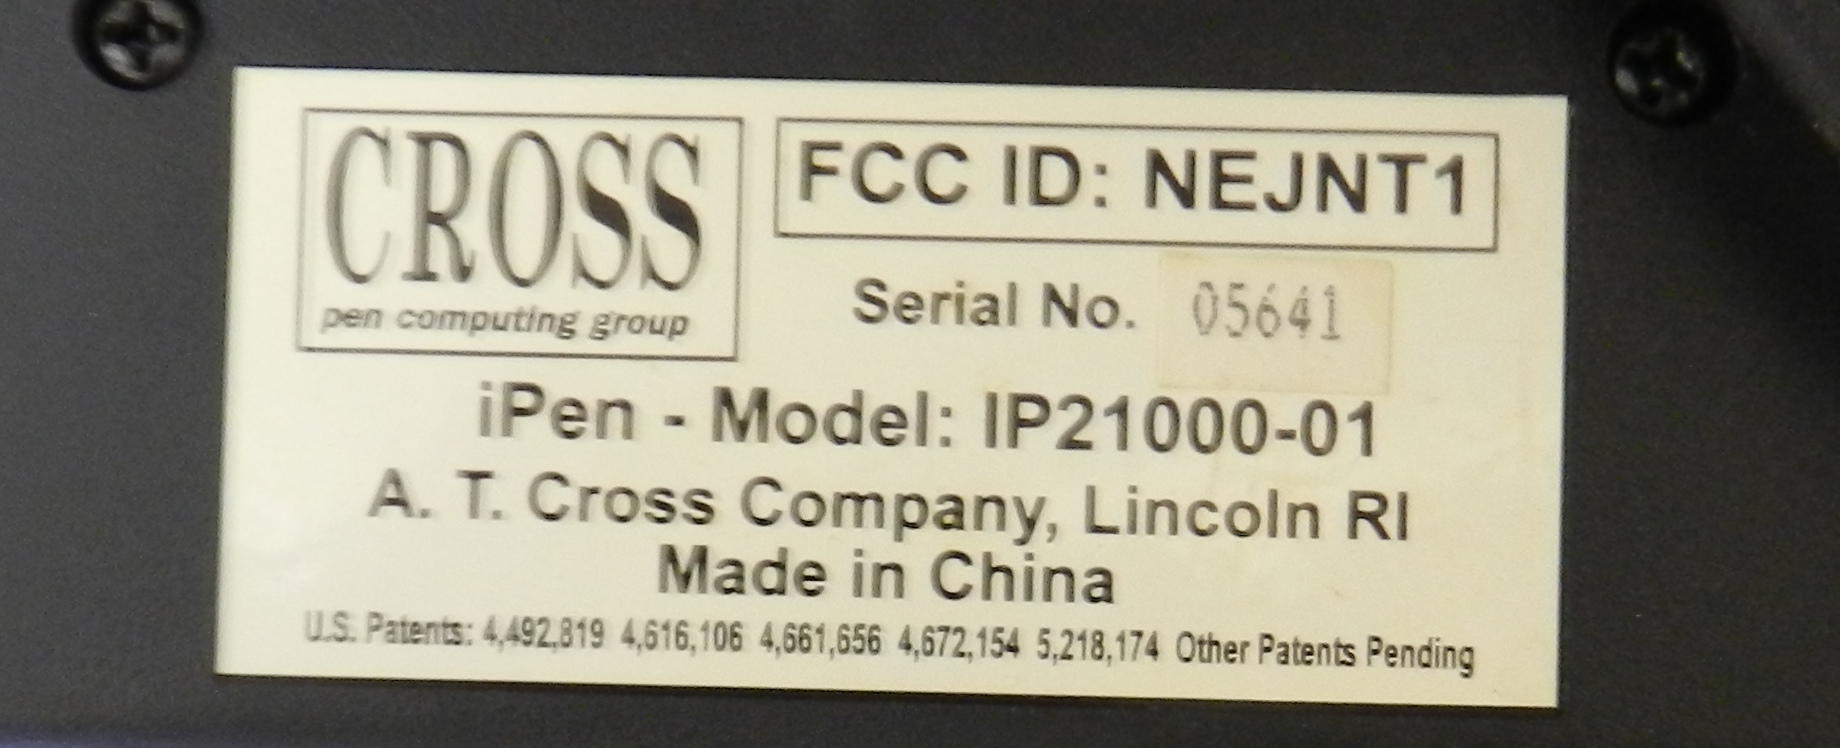 CROSS
pen computing group
FCC ID: NEJNT1
Serial No. 05641
iPen - Model: IP21000-01
A. T. Cross Company, Lincoln RI
Made in China
U.S. Patents: 4,492,819 4,616,106 4,661,656 4,672,154 5,218,174 Other Patents Pending